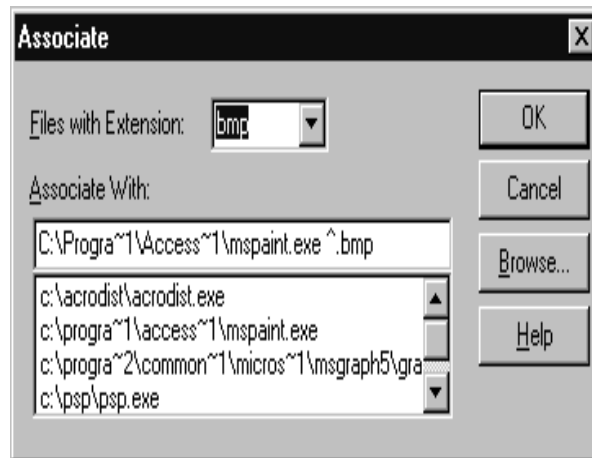 Associate
Files with Extension: bmp
OK
Associate With:
Cancel
C:\Progra~1\Access~1\mspaint.exe ^.bmp
Browse...
c:\acrodist\acrodist.exe
c:\progra~1\access~1\mspaint.exe
Help
c:\progra~2\common~1\micros~1\msgraph5\gra
c:\psp\psp.exe